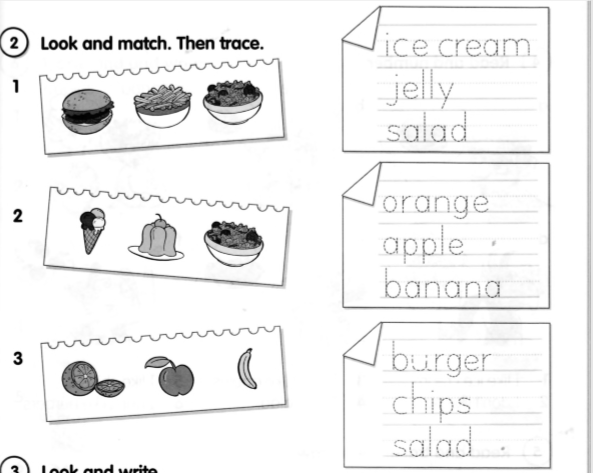 2 Look and match. Then trace.
1
ice cream
jelly
salad
2
orange
apple
banana
3
burger
chips
salad
3 Look and write